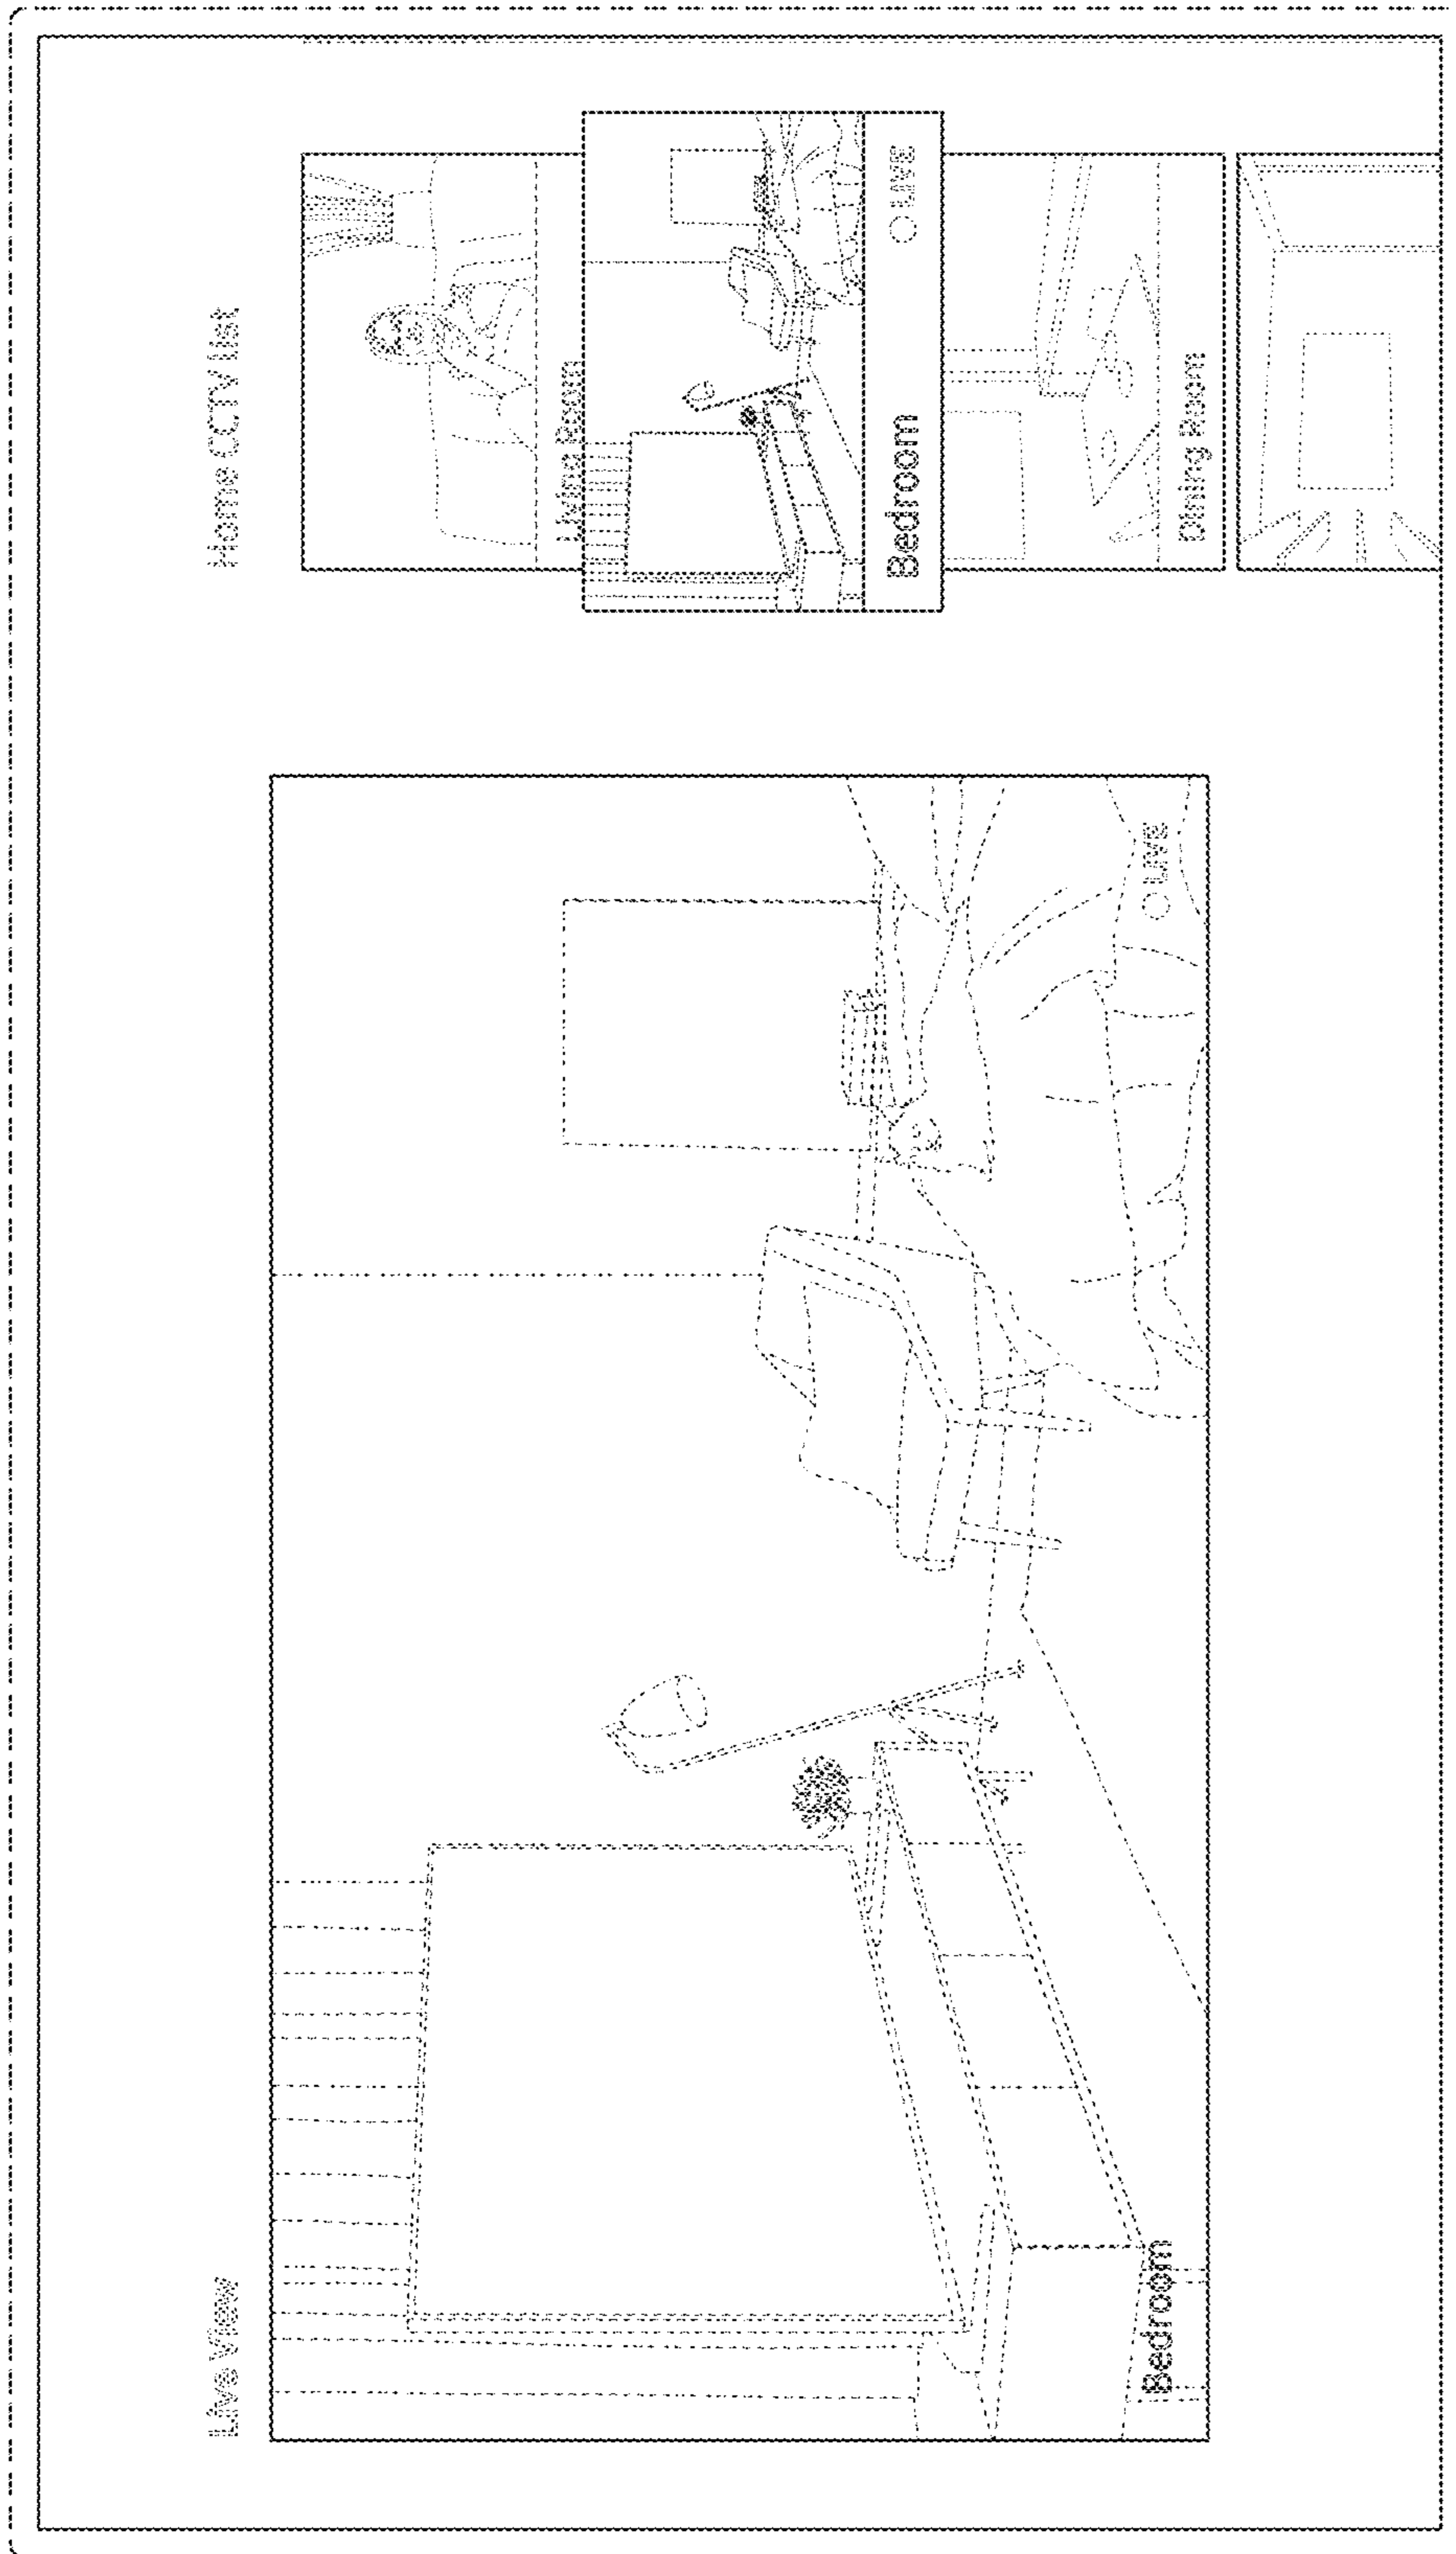 Live View
Bedroom
LIVE
Home CCTV List
Living Room
Bedroom
LIVE
Dining Room